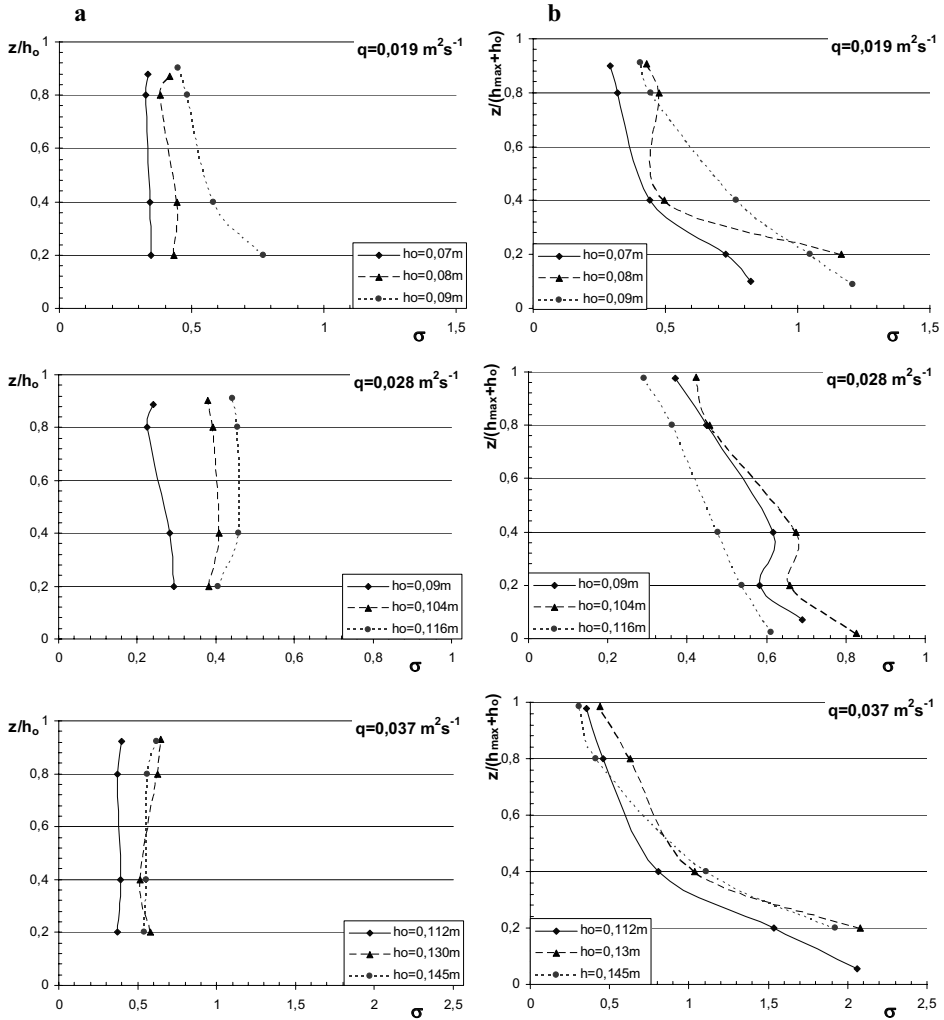 a
z/ho
q=0,019 m²s⁻¹
1
0,8
0,6
0,4
0,2
0
0
0,5
1
1,5
σ
ho=0,07m
ho=0,08m
ho=0,09m
b
z/(hmax+ho)
q=0,019 m²s⁻¹
1
0,8
0,6
0,4
0,2
0
0
0,5
1
1,5
σ
ho=0,07m
ho=0,08m
ho=0,09m
z/ho
q=0,028 m²s⁻¹
1
0,8
0,6
0,4
0,2
0
0
0,2
0,4
0,6
0,8
1
σ
ho=0,09m
ho=0,104m
ho=0,116m
z/(hmax+ho)
q=0,028 m²s⁻¹
1
0,8
0,6
0,4
0,2
0
0
0,2
0,4
0,6
0,8
1
σ
ho=0,09m
ho=0,104m
ho=0,116m
z/ho
q=0,037 m²s⁻¹
1
0,8
0,6
0,4
0,2
0
0
0,5
1
1,5
2
2,5
σ
ho=0,112m
ho=0,130m
ho=0,145m
z/(hmax+ho)
q=0,037 m²s⁻¹
1
0,8
0,6
0,4
0,2
0
0
0,5
1
1,5
2
2,5
σ
ho=0,112m
ho=0,13m
h=0,145m